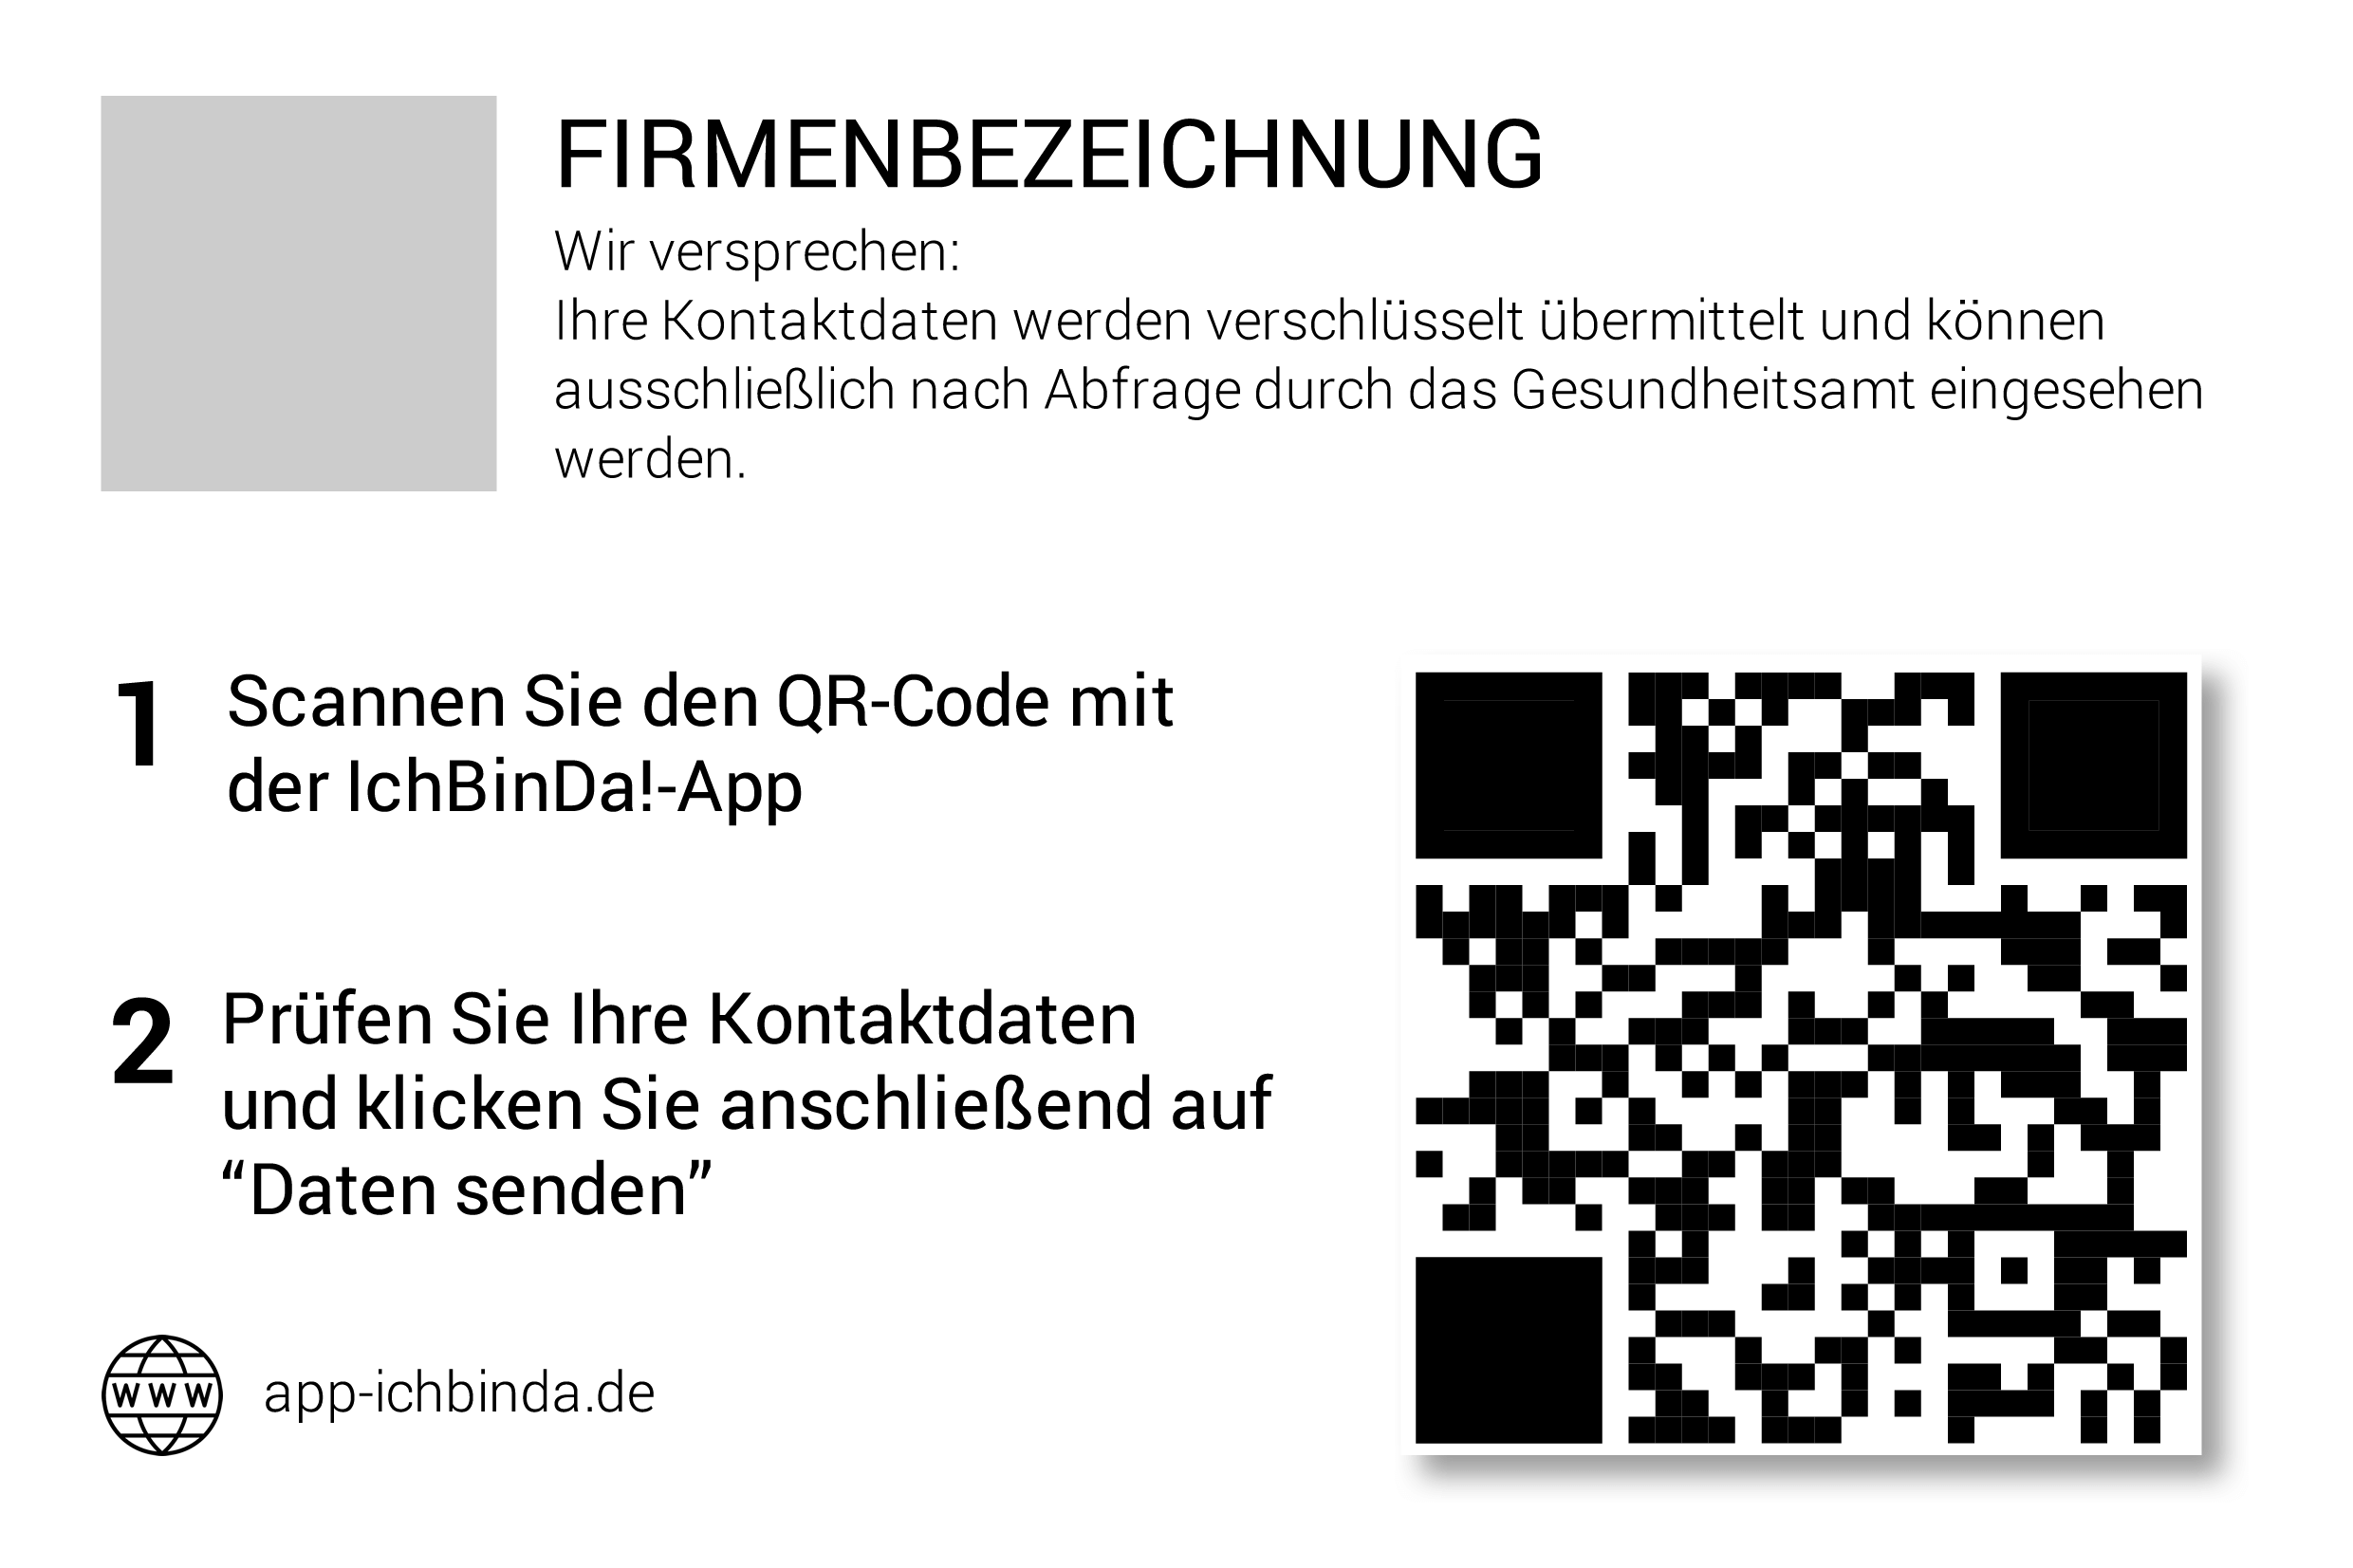 FIRMENBEZEICHNUNG
Wir versprechen:
Ihre Kontaktdaten werden verschlüsselt übermittelt und können
ausschließlich nach Abfrage durch das Gesundheitsamt eingesehen
werden.
1 Scannen Sie den QR-Code mit
der IchBinDa!-App
2 Prüfen Sie Ihre Kontaktdaten
und klicken Sie anschließend auf
“Daten senden”
WWW app-ichbinda.de